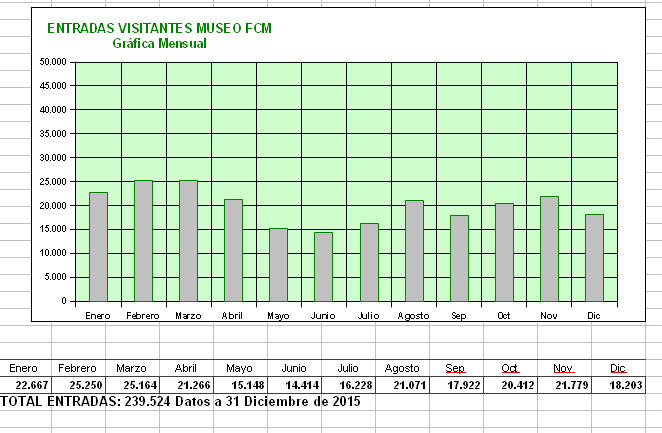 ENTRADAS VISITANTES MUSEO FCM
Gráfica Mensual
50.000
45.000
40.000
35.000
30.000
25.000
20.000
15.000
10.000
5.000
0
Enero Febrero Marzo Abril Mayo Junio Julio Agosto Sep Oct Nov Dic
Enero Febrero Marzo Abril Mayo Junio Julio Agosto Sep Oct Nov Dic
22.667 25.250 25.164 21.266 15.148 14.414 16.228 21.071 17.922 20.412 21.779 18.203
TOTAL ENTRADAS: 239.524 Datos a 31 Diciembre de 2015